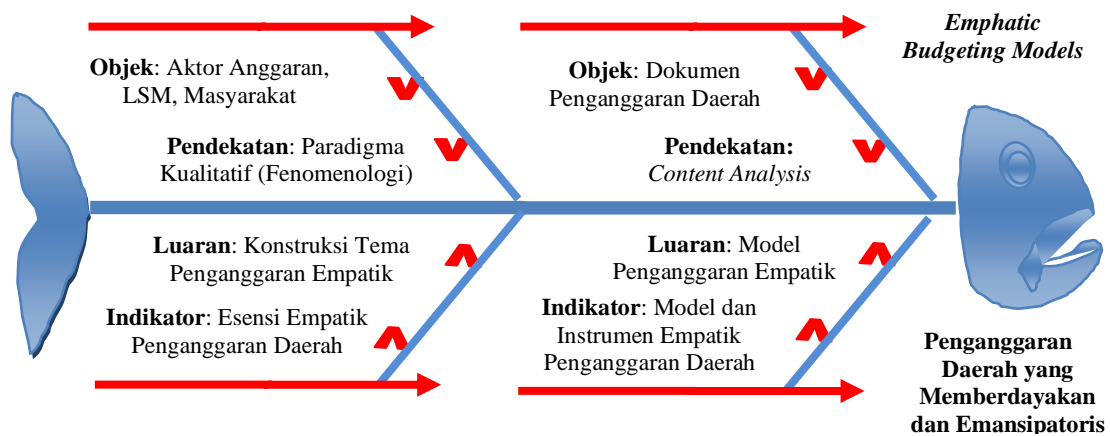 Objek: Aktor Anggaran,
LSM, Masyarakat
Pendekatan: Paradigma
Kualitatif (Fenomenologi)
Luaran: Konstruksi Tema
Penganggaran Empatik
Indikator: Esensi Empatik
Penganggaran Daerah
Objek: Dokumen
Penganggaran Daerah
Pendekatan:
Content Analysis
Luaran: Model
Penganggaran Empatik
Indikator: Model dan
Instrumen Empatik
Penganggaran Daerah
Emphatic
Budgeting Models
Penganggaran
Daerah yang
Memberdayakan
dan Emansipatoris